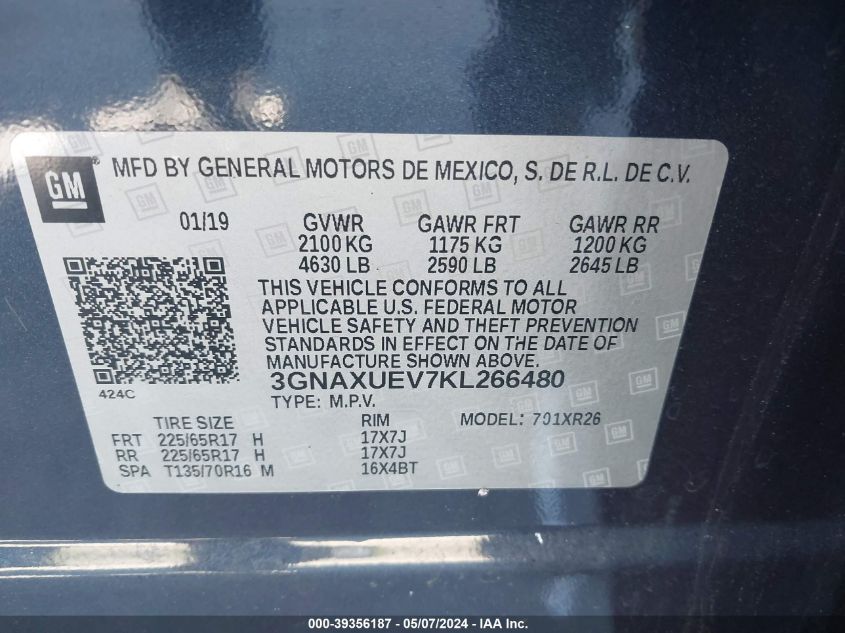 GM
MFD BY GENERAL MOTORS DE MEXICO, S. DE R.L. DE C.V.
01/19 GVWR GAWR FRT GAWR RR
2100 KG 1175 KG 1200 KG
4630 LB 2590 LB 2645 LB
THIS VEHICLE CONFORMS TO ALL
APPLICABLE U.S. FEDERAL MOTOR
VEHICLE SAFETY AND THEFT PREVENTION
STANDARDS IN EFFECT ON THE DATE OF
MANUFACTURE SHOWN ABOVE.
424C
3GNAXUEV7KL266480
TYPE: M.P.V.
TIRE SIZE RIM MODEL: 701XR26
FRT 225/65R17 H 17X7J
RR 225/65R17 H 17X7J
SPA T135/70R16 M 16X4BT
000-39356187 - 05/07/2024 - IAA Inc.